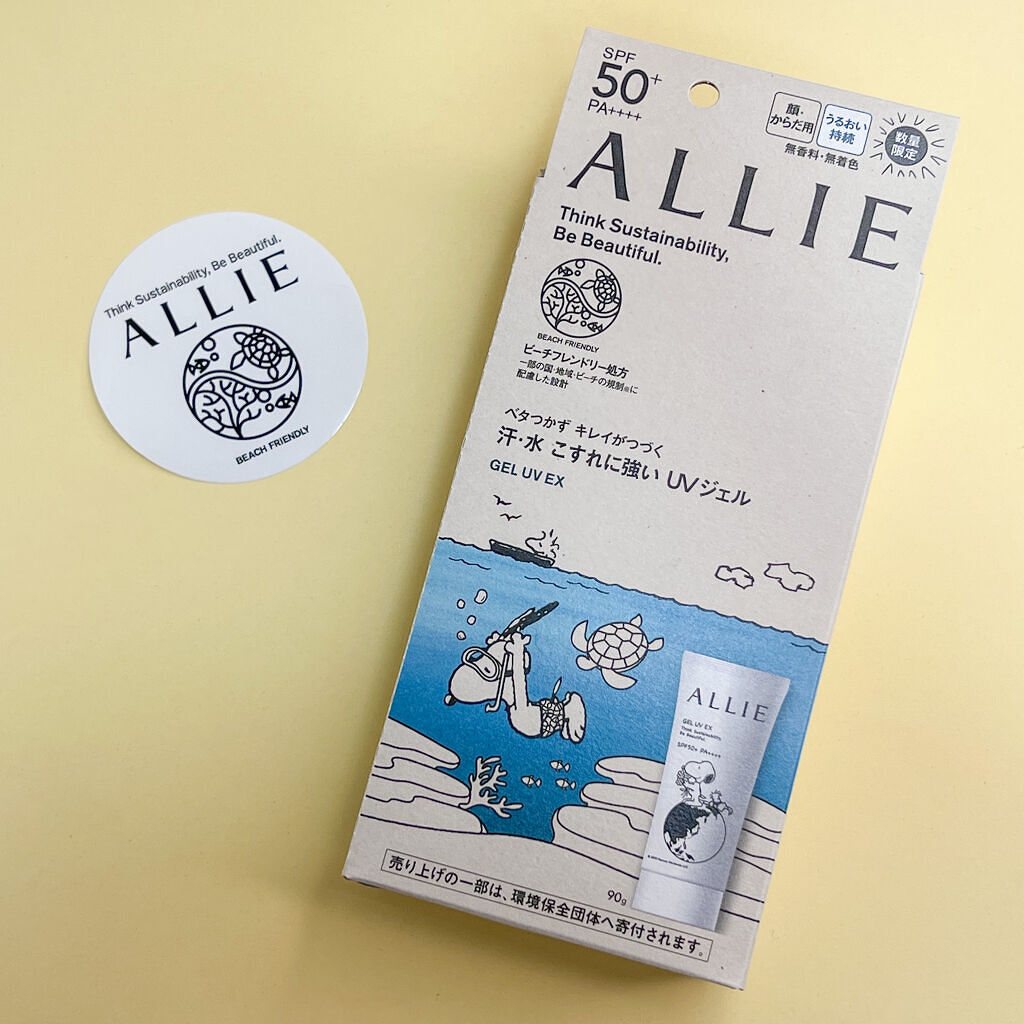 Think Sustainability, Be Beautiful.
ALLIE
BEACH FRIENDLY
SPF
50+
PA++++
顔・
からだ用
うるおい
持続
数量
限定
無香料・無着色
ALLIE
Think Sustainability,
Be Beautiful.
BEACH FRIENDLY
ビーチフレンドリー処方
一部の国・地域・ビーチの規制※に
配慮した設計
ベタつかず キレイがつづく
汗・水 こすれに強い UVジェル
GEL UV EX
ALLIE
GEL UV EX
Think Sustainability,
Be Beautiful.
SPF50+ PA++++
90g
売り上げの一部は、環境保全団体へ寄付されます。